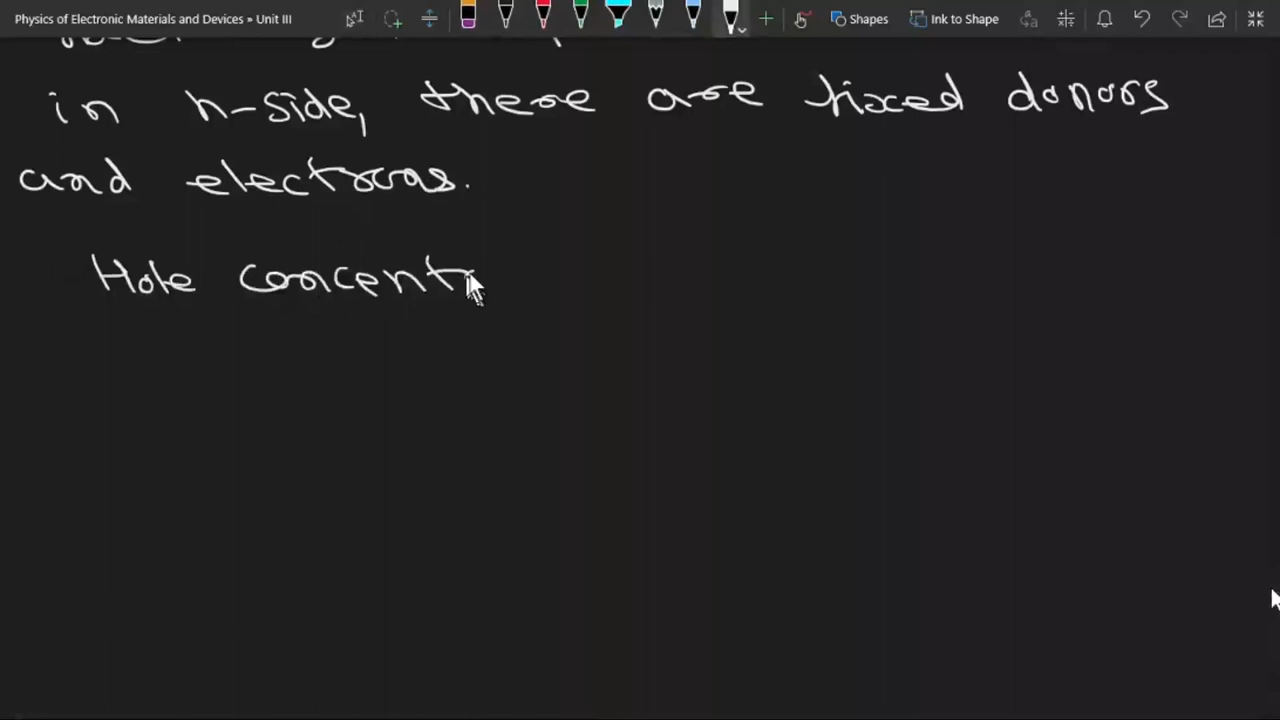 Physics of Electronic Materials and Devices » Unit III
Shapes
Ink to Shape
in n-side, there are fixed donors
and electrons.
Hole concent